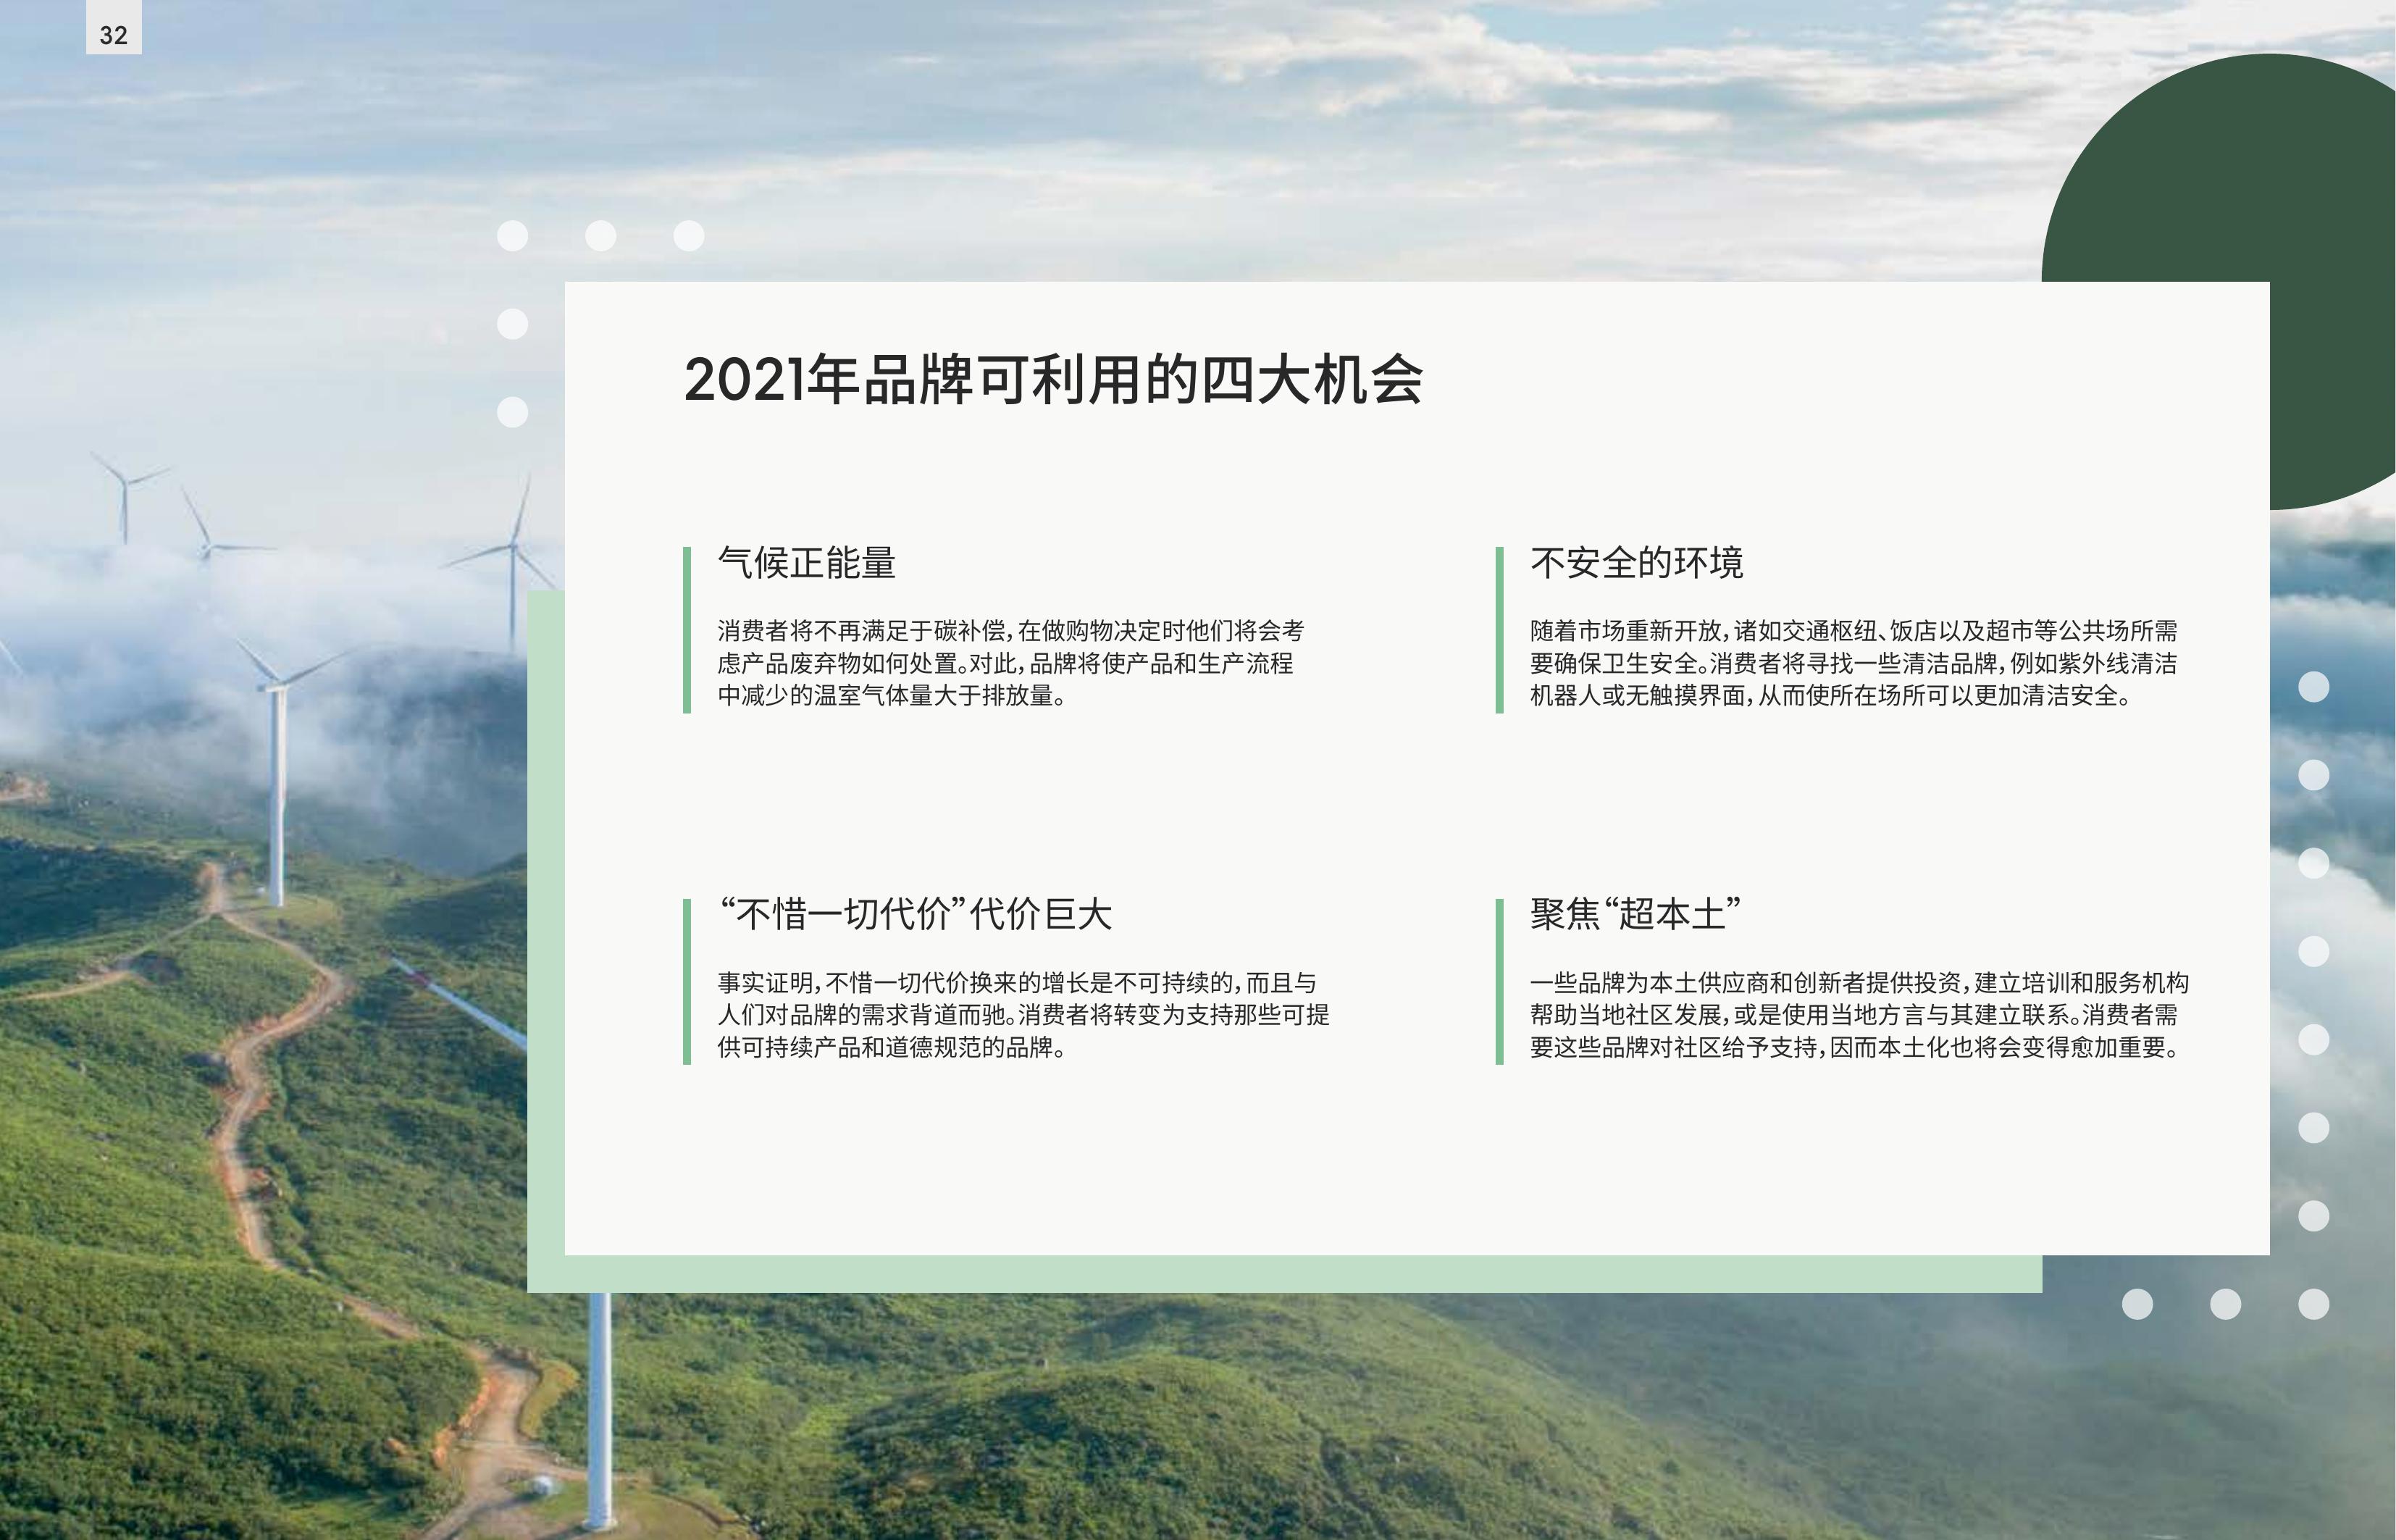 32
2021年品牌可利用的四大机会
气候正能量
消费者将不再满足于碳补偿，在做购物决定时他们将会考
虑产品废弃物如何处置。对此，品牌将使产品和生产流程
中减少的温室气体量大于排放量。
不安全的环境
随着市场重新开放，诸如交通枢纽、饭店以及超市等公共场所需
要确保卫生安全。消费者将寻找一些清洁品牌，例如紫外线清洁
机器人或无触摸界面，从而使所在场所可以更加清洁安全。
“不惜一切代价”代价巨大
事实证明，不惜一切代价换来的增长是不可持续的，而且与
人们对品牌的需求背道而驰。消费者将转变为支持那些可提
供可持续产品和道德规范的品牌。
聚焦“超本土”
一些品牌为本土供应商和创新者提供投资，建立培训和服务机构
帮助当地社区发展，或是使用当地方言与其建立联系。消费者需
要这些品牌对社区给予支持，因而本土化也将会变得愈加重要。